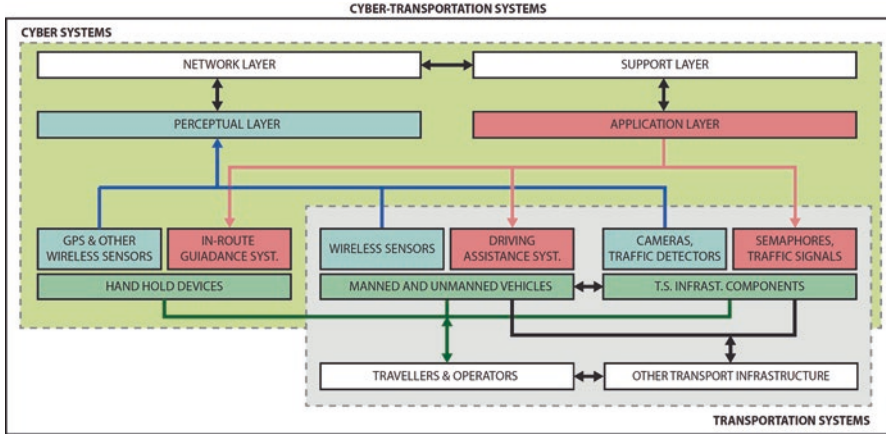 CYBER-TRANSPORTATION SYSTEMS
CYBER SYSTEMS
NETWORK LAYER
SUPPORT LAYER
PERCEPTUAL LAYER
APPLICATION LAYER
GPS & OTHER
WIRELESS SENSORS
IN-ROUTE
GUIADANCE SYST.
WIRELESS SENSORS
DRIVING
ASSISTANCE SYST.
CAMERAS,
TRAFFIC DETECTORS
SEMAPHORES,
TRAFFIC SIGNALS
HAND HOLD DEVICES
MANNED AND UNMANNED VEHICLES
T.S. INFRAST. COMPONENTS
TRAVELLERS & OPERATORS
OTHER TRANSPORT INFRASTRUCTURE
TRANSPORTATION SYSTEMS